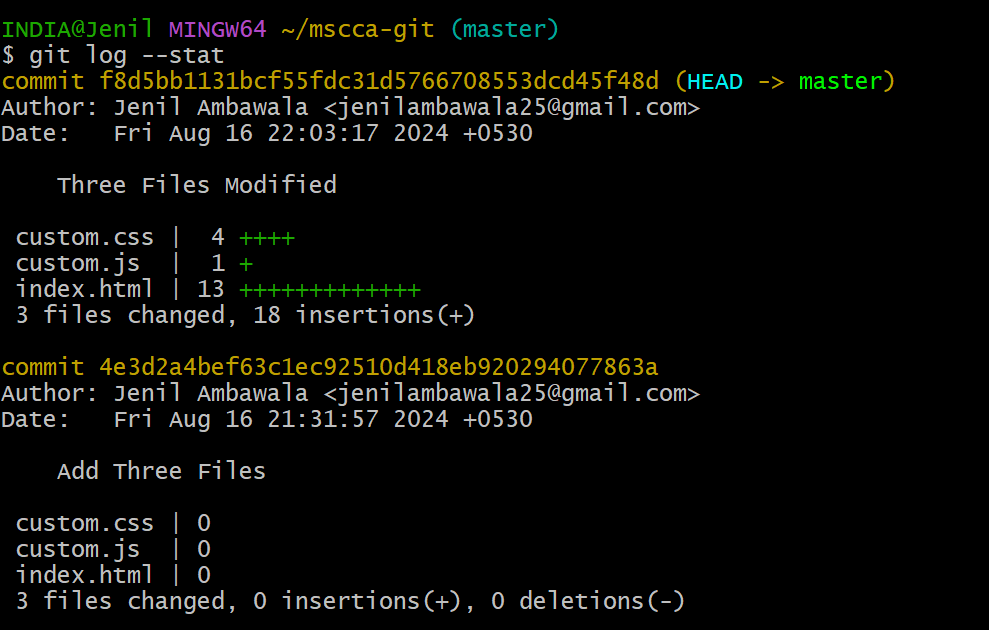 INDIA@Jenil MINGW64 ~/mscca-git (master)
$ git log --stat
commit f8d5bb1131bcf55fdc31d5766708553dcd45f48d (HEAD -> master)
Author: Jenil Ambawala <jenilambawala25@gmail.com>
Date:   Fri Aug 16 22:03:17 2024 +0530

    Three Files Modified

 custom.css |  4 ++++
 custom.js  |  1 +
 index.html | 13 +++++++++++++
 3 files changed, 18 insertions(+)

commit 4e3d2a4bef63c1ec92510d418eb920294077863a
Author: Jenil Ambawala <jenilambawala25@gmail.com>
Date:   Fri Aug 16 21:31:57 2024 +0530

    Add Three Files

 custom.css | 0
 custom.js  | 0
 index.html | 0
 3 files changed, 0 insertions(+), 0 deletions(-)